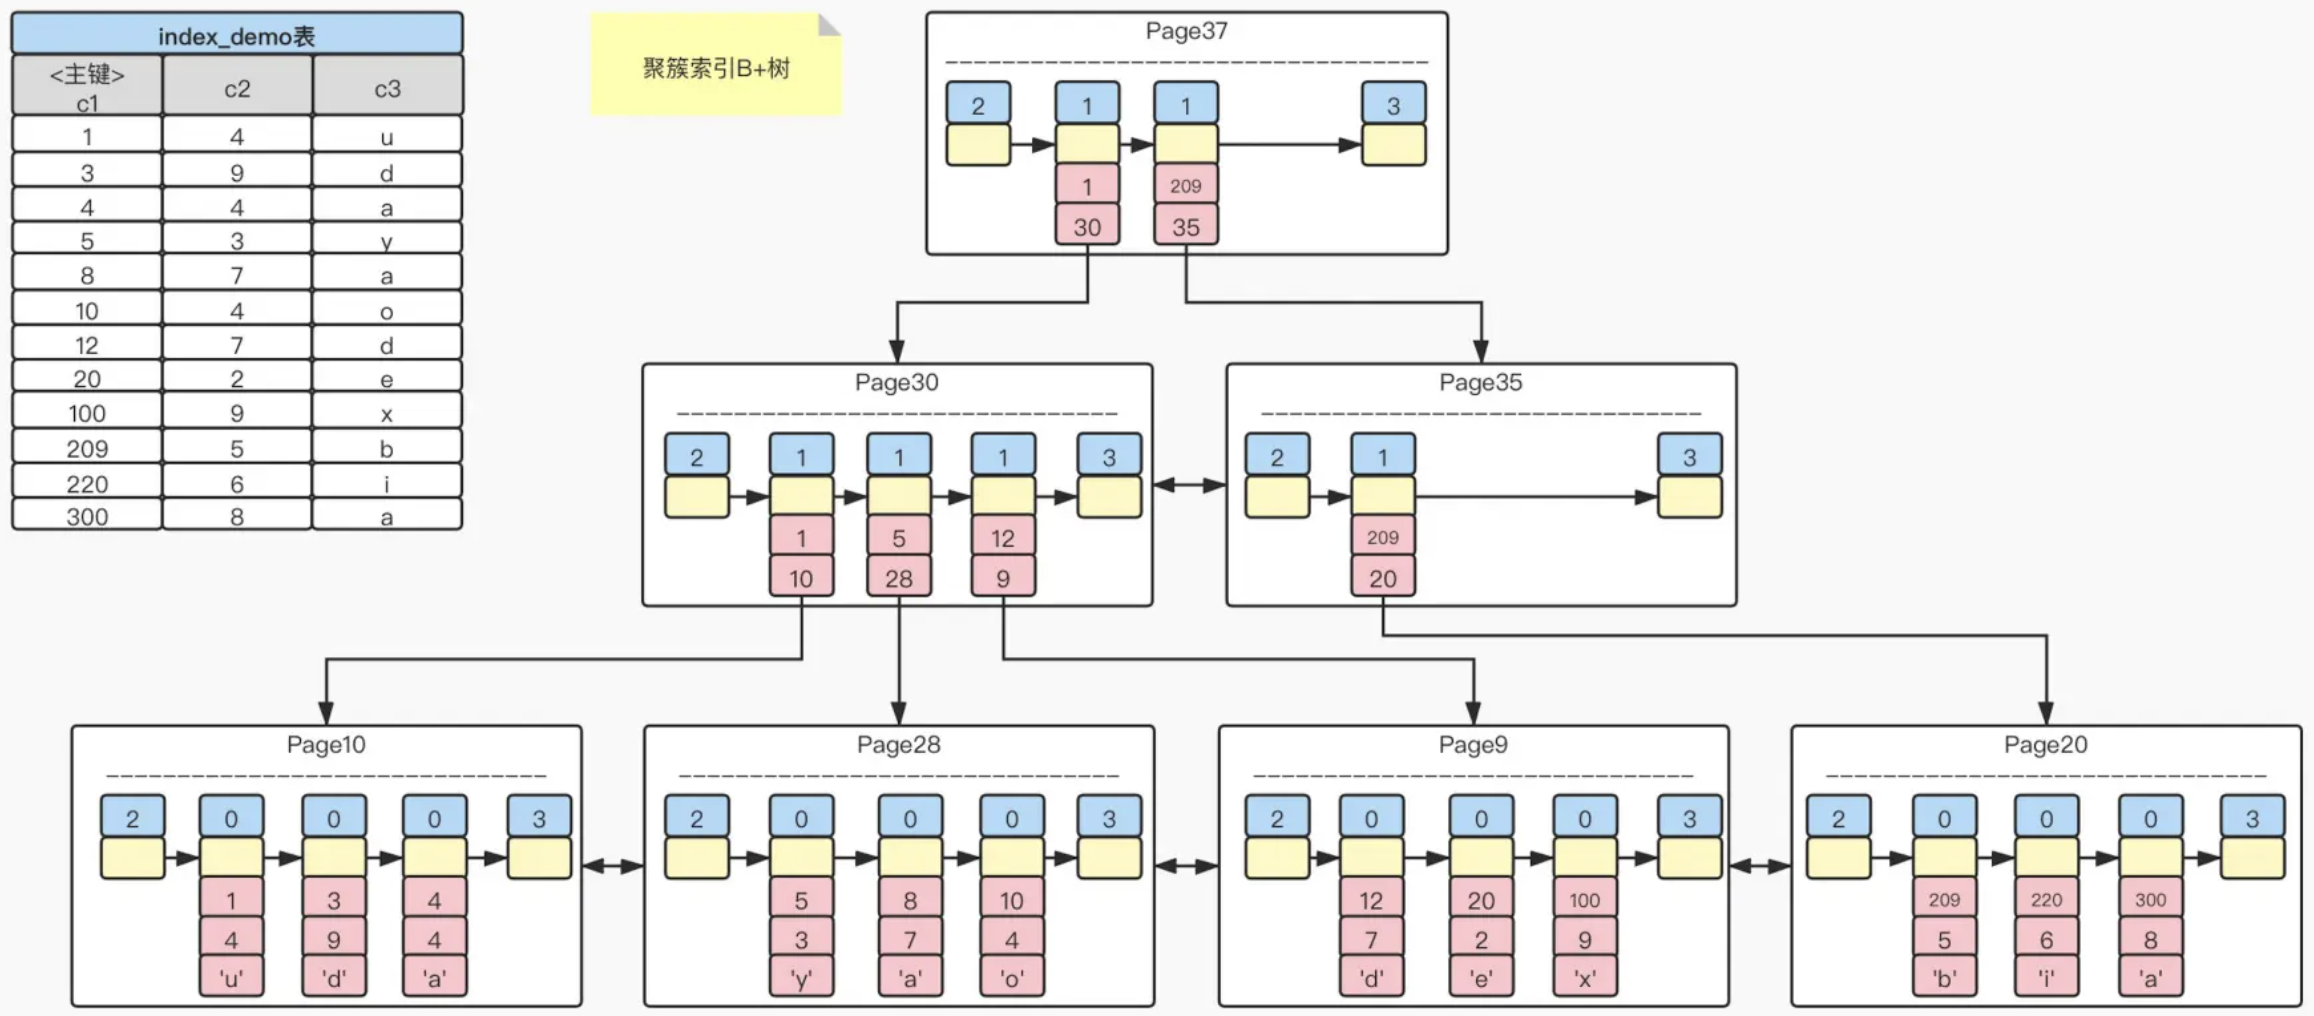 index_demo表
<主键>
c1 c2 c3
1 4 u
3 9 d
4 4 a
5 3 y
8 7 a
10 4 o
12 7 d
20 2 e
100 9 x
209 5 b
220 6 i
300 8 a
聚簇索引B+树
Page37
2 1 1 3
1 209
30 35
Page30
2 1 1 1 3
1 5 12
10 28 9
Page35
2 1 3
209
20
Page10
2 0 0 0 3
1 3 4
4 9 4
'u' 'd' 'a'
Page28
2 0 0 0 3
5 8 10
3 7 4
'y' 'a' 'o'
Page9
2 0 0 0 3
12 20 100
7 2 9
'd' 'e' 'x'
Page20
2 0 0 0 3
209 220 300
5 6 8
'b' 'i' 'a'